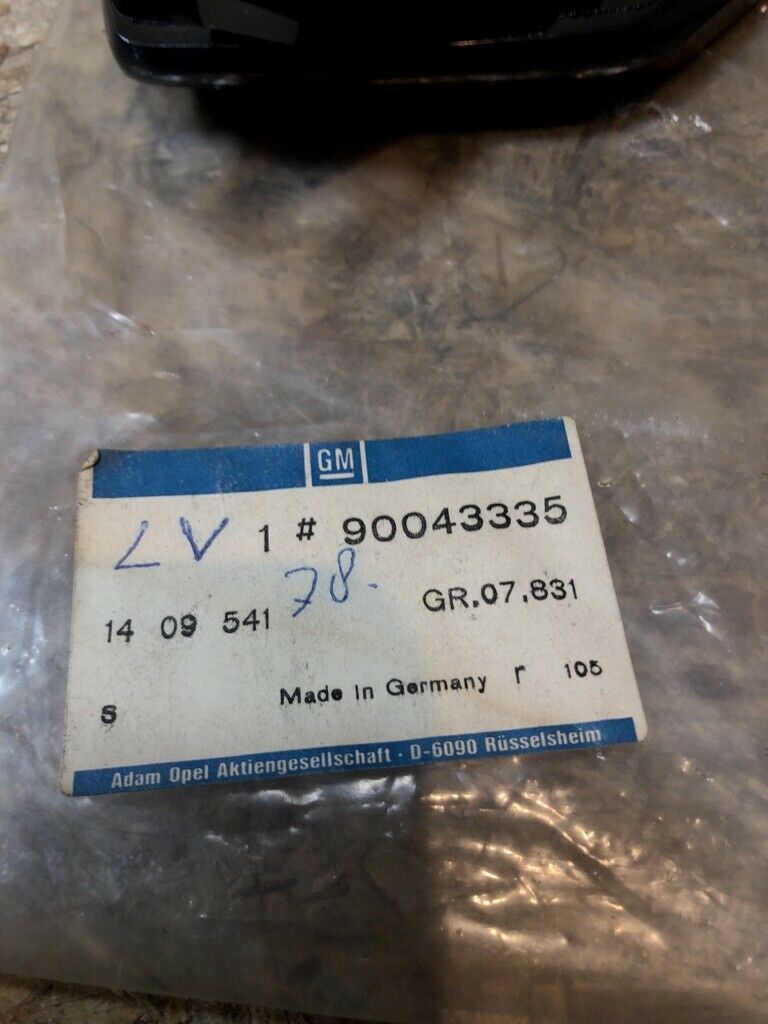 GM
LV 1 # 90043335
78.
14 09 541 GR.07.831
Made in Germany r 105
S
Adam Opel Aktiengesellschaft · D-6090 Rüsselsheim